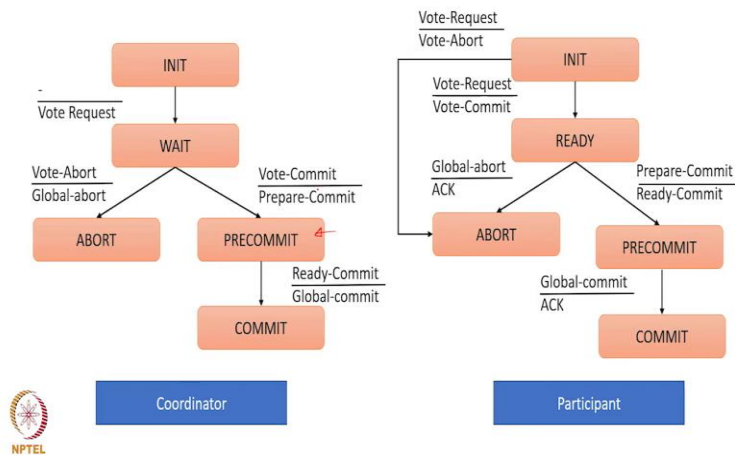 INIT
-
Vote Request
WAIT
Vote-Abort
Global-abort
Vote-Commit
Prepare-Commit
ABORT
PRECOMMIT
Ready-Commit
Global-commit
COMMIT
Coordinator
Vote-Request
Vote-Abort
INIT
Vote-Request
Vote-Commit
READY
Global-abort
ACK
Prepare-Commit
Ready-Commit
ABORT
PRECOMMIT
Global-commit
ACK
COMMIT
Participant
NPTEL